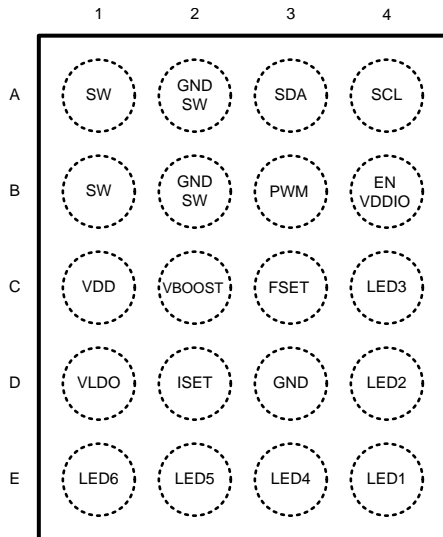 1 2 3 4
A SW GND SW SDA SCL
B SW GND SW PWM EN VDDIO
C VDD VBOOST FSET LED3
D VLDO ISET GND LED2
E LED6 LED5 LED4 LED1